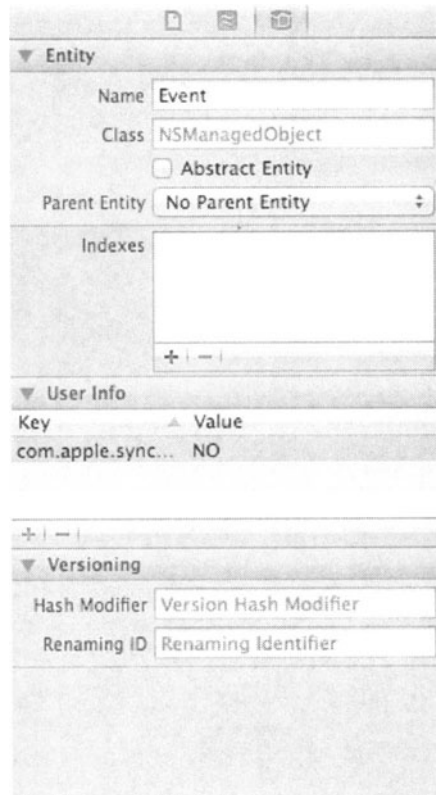 Entity
Name Event
Class NSManagedObject
Abstract Entity
Parent Entity No Parent Entity
Indexes
User Info
Key Value
com.apple.sync... NO
Versioning
Hash Modifier Version Hash Modifier
Renaming ID Renaming Identifier